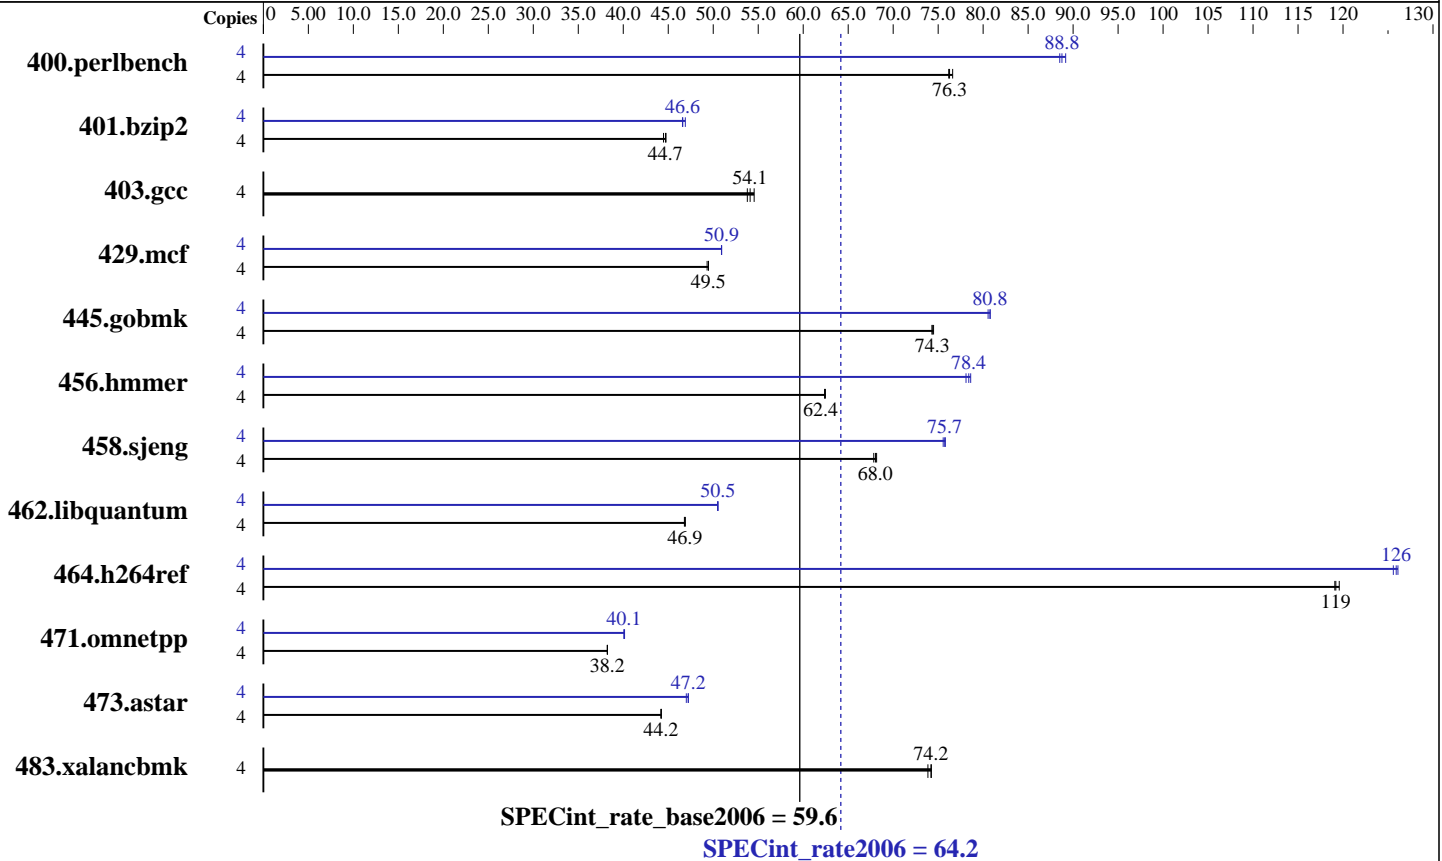 Copies 0 5.00 10.0 15.0 20.0 25.0 30.0 35.0 40.0 45.0 50.0 55.0 60.0 65.0 70.0 75.0 80.0 85.0 90.0 95.0 100 105 110 115 120 130
400.perlbench 4 88.8
4 76.3
401.bzip2 4 46.6
4 44.7
403.gcc 4 54.1
429.mcf 4 50.9
4 49.5
445.gobmk 4 80.8
4 74.3
456.hmmer 4 78.4
4 62.4
458.sjeng 4 75.7
4 68.0
462.libquantum 4 50.5
4 46.9
464.h264ref 4 126
4 119
471.omnetpp 4 40.1
4 38.2
473.astar 4 47.2
4 44.2
483.xalancbmk 4 74.2
SPECint_rate_base2006 = 59.6
SPECint_rate2006 = 64.2